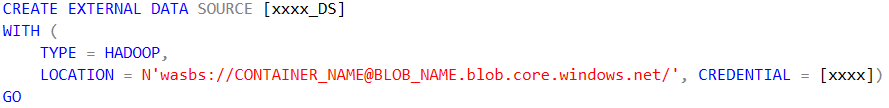 CREATE EXTERNAL DATA SOURCE [xxxx_DS]
WITH (
    TYPE = HADOOP,
    LOCATION = N'wasbs://CONTAINER_NAME@BLOB_NAME.blob.core.windows.net/', CREDENTIAL = [xxxx])
GO